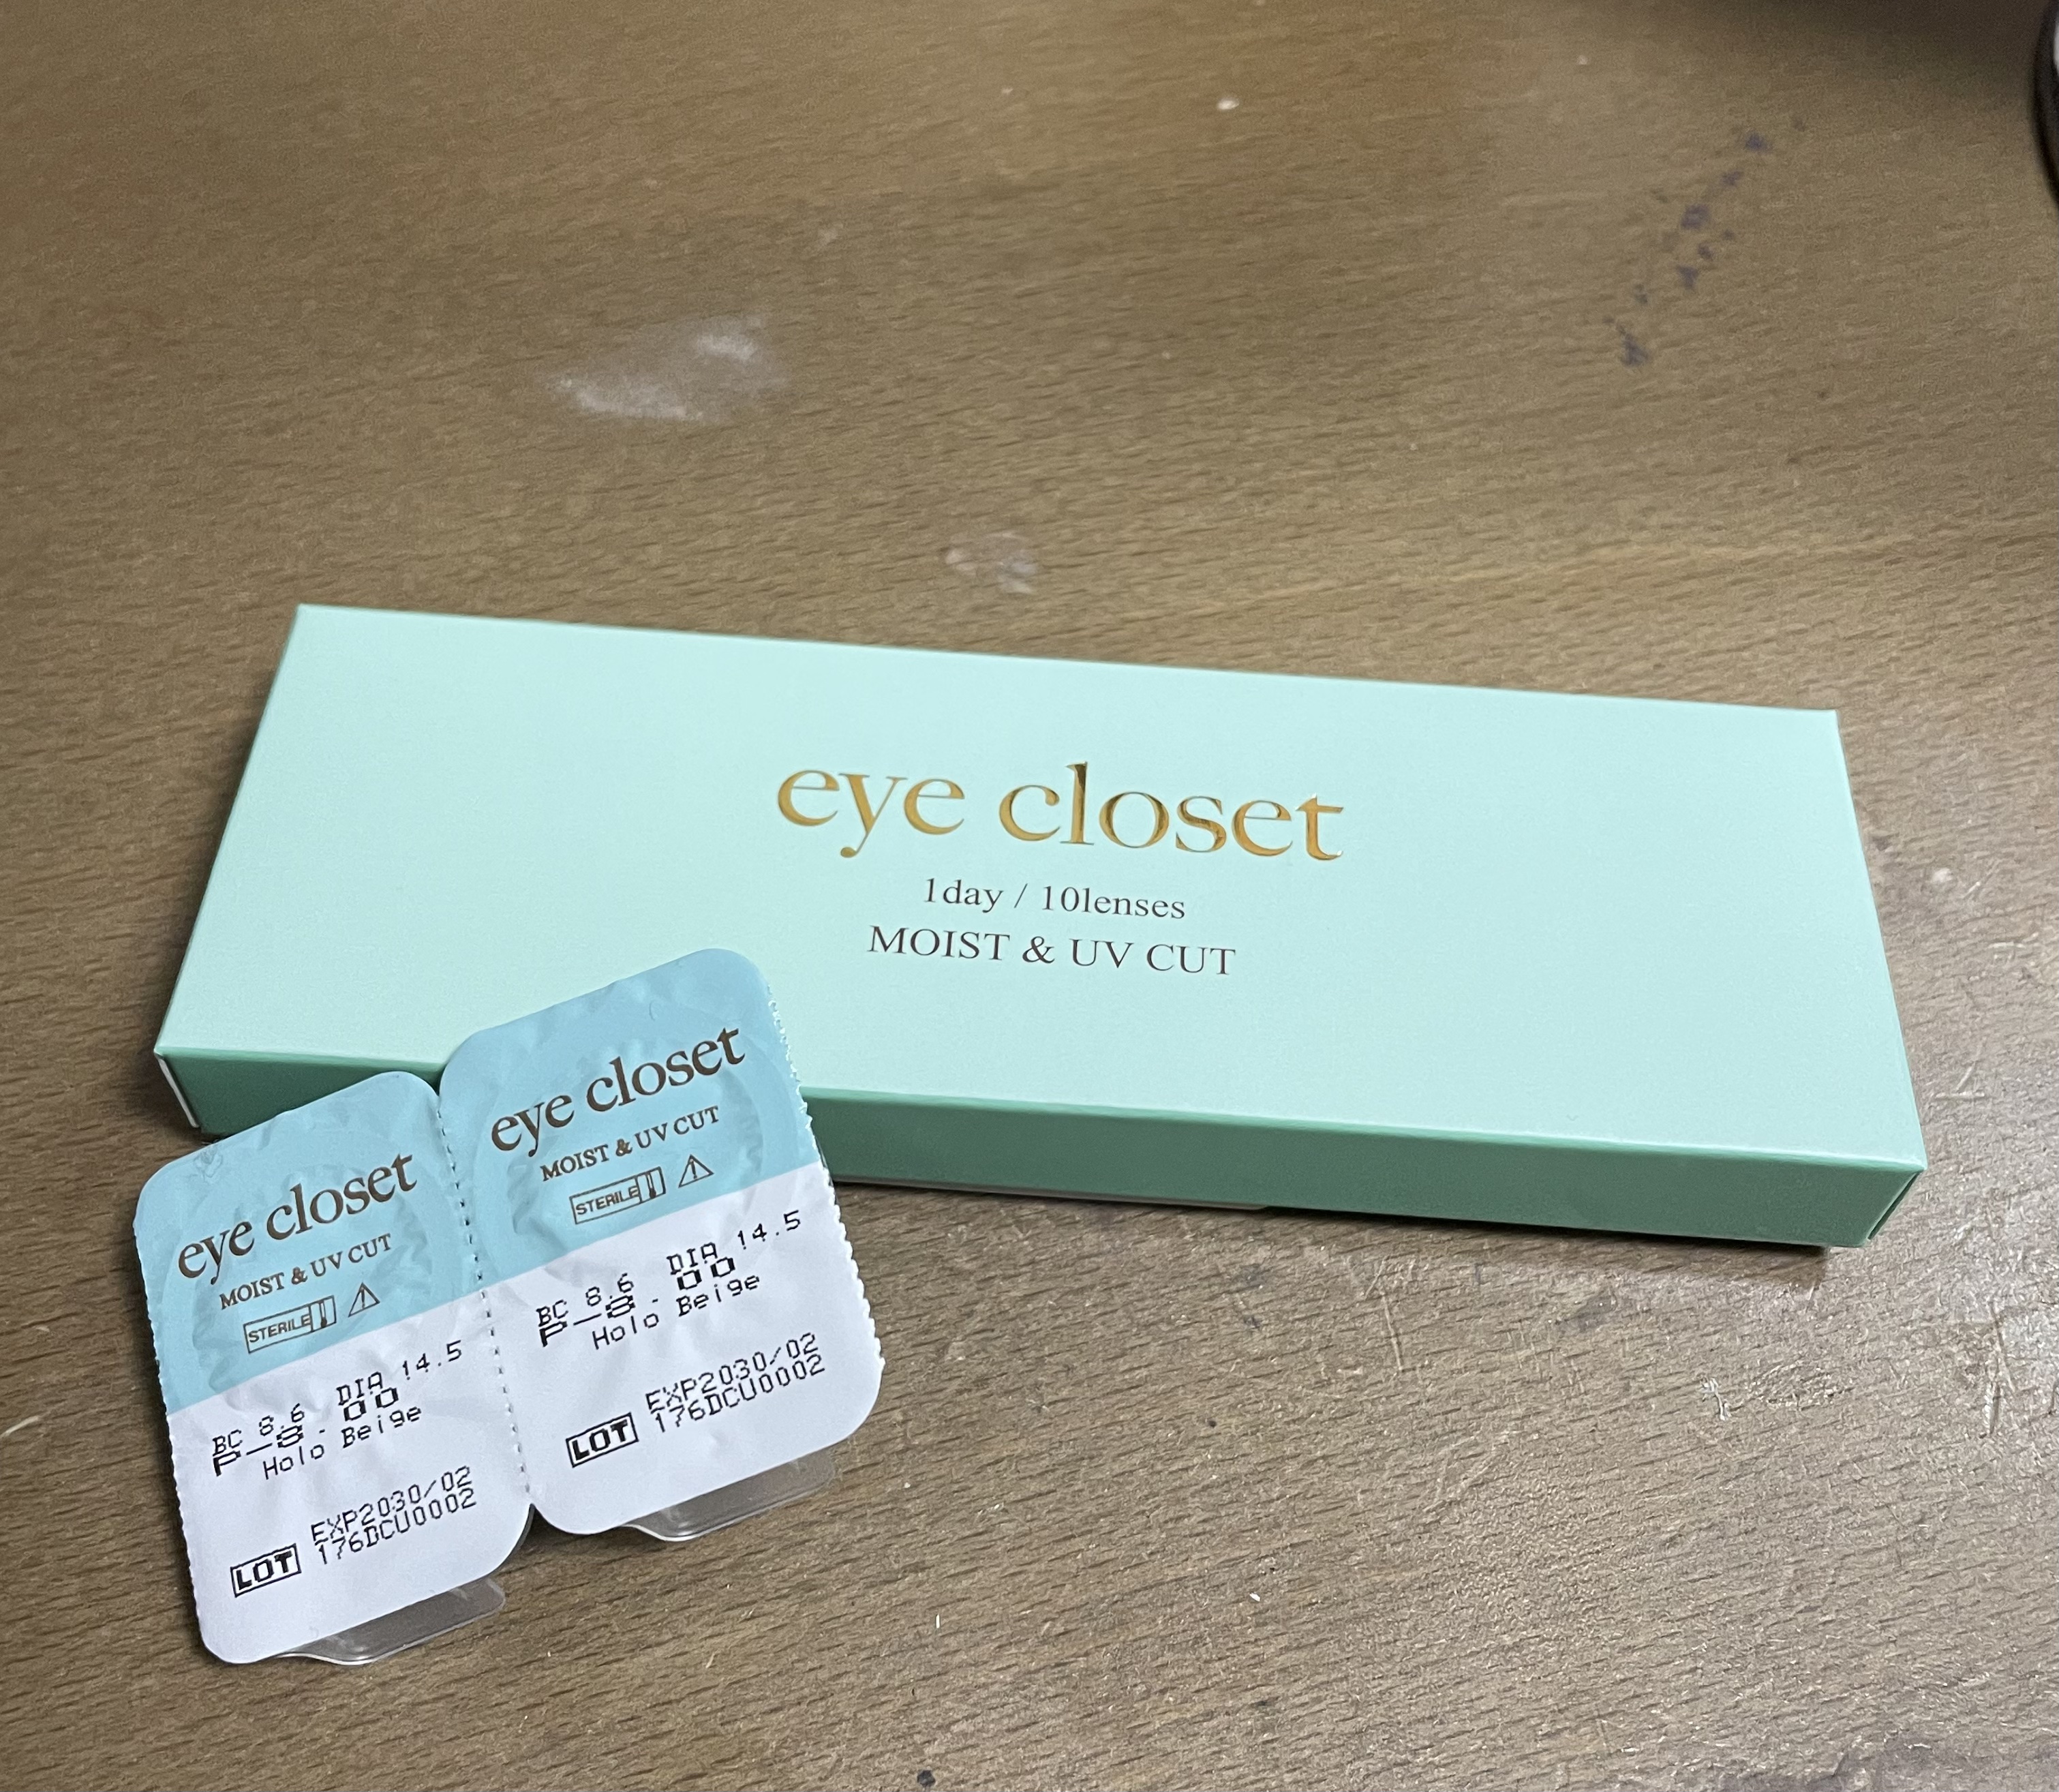 eye closet
1day / 10lenses
MOIST & UV CUT
eye closet
MOIST & UV CUT
STERILE
BC 8.6 DIA 14.5
P-8.00
Holo Beige
LOT
EXP2030/02
176DCU0002
eye closet
MOIST & UV CUT
STERILE
BC 8.6 DIA 14.5
P-8.00
Holo Beige
LOT
EXP2030/02
176DCU0002